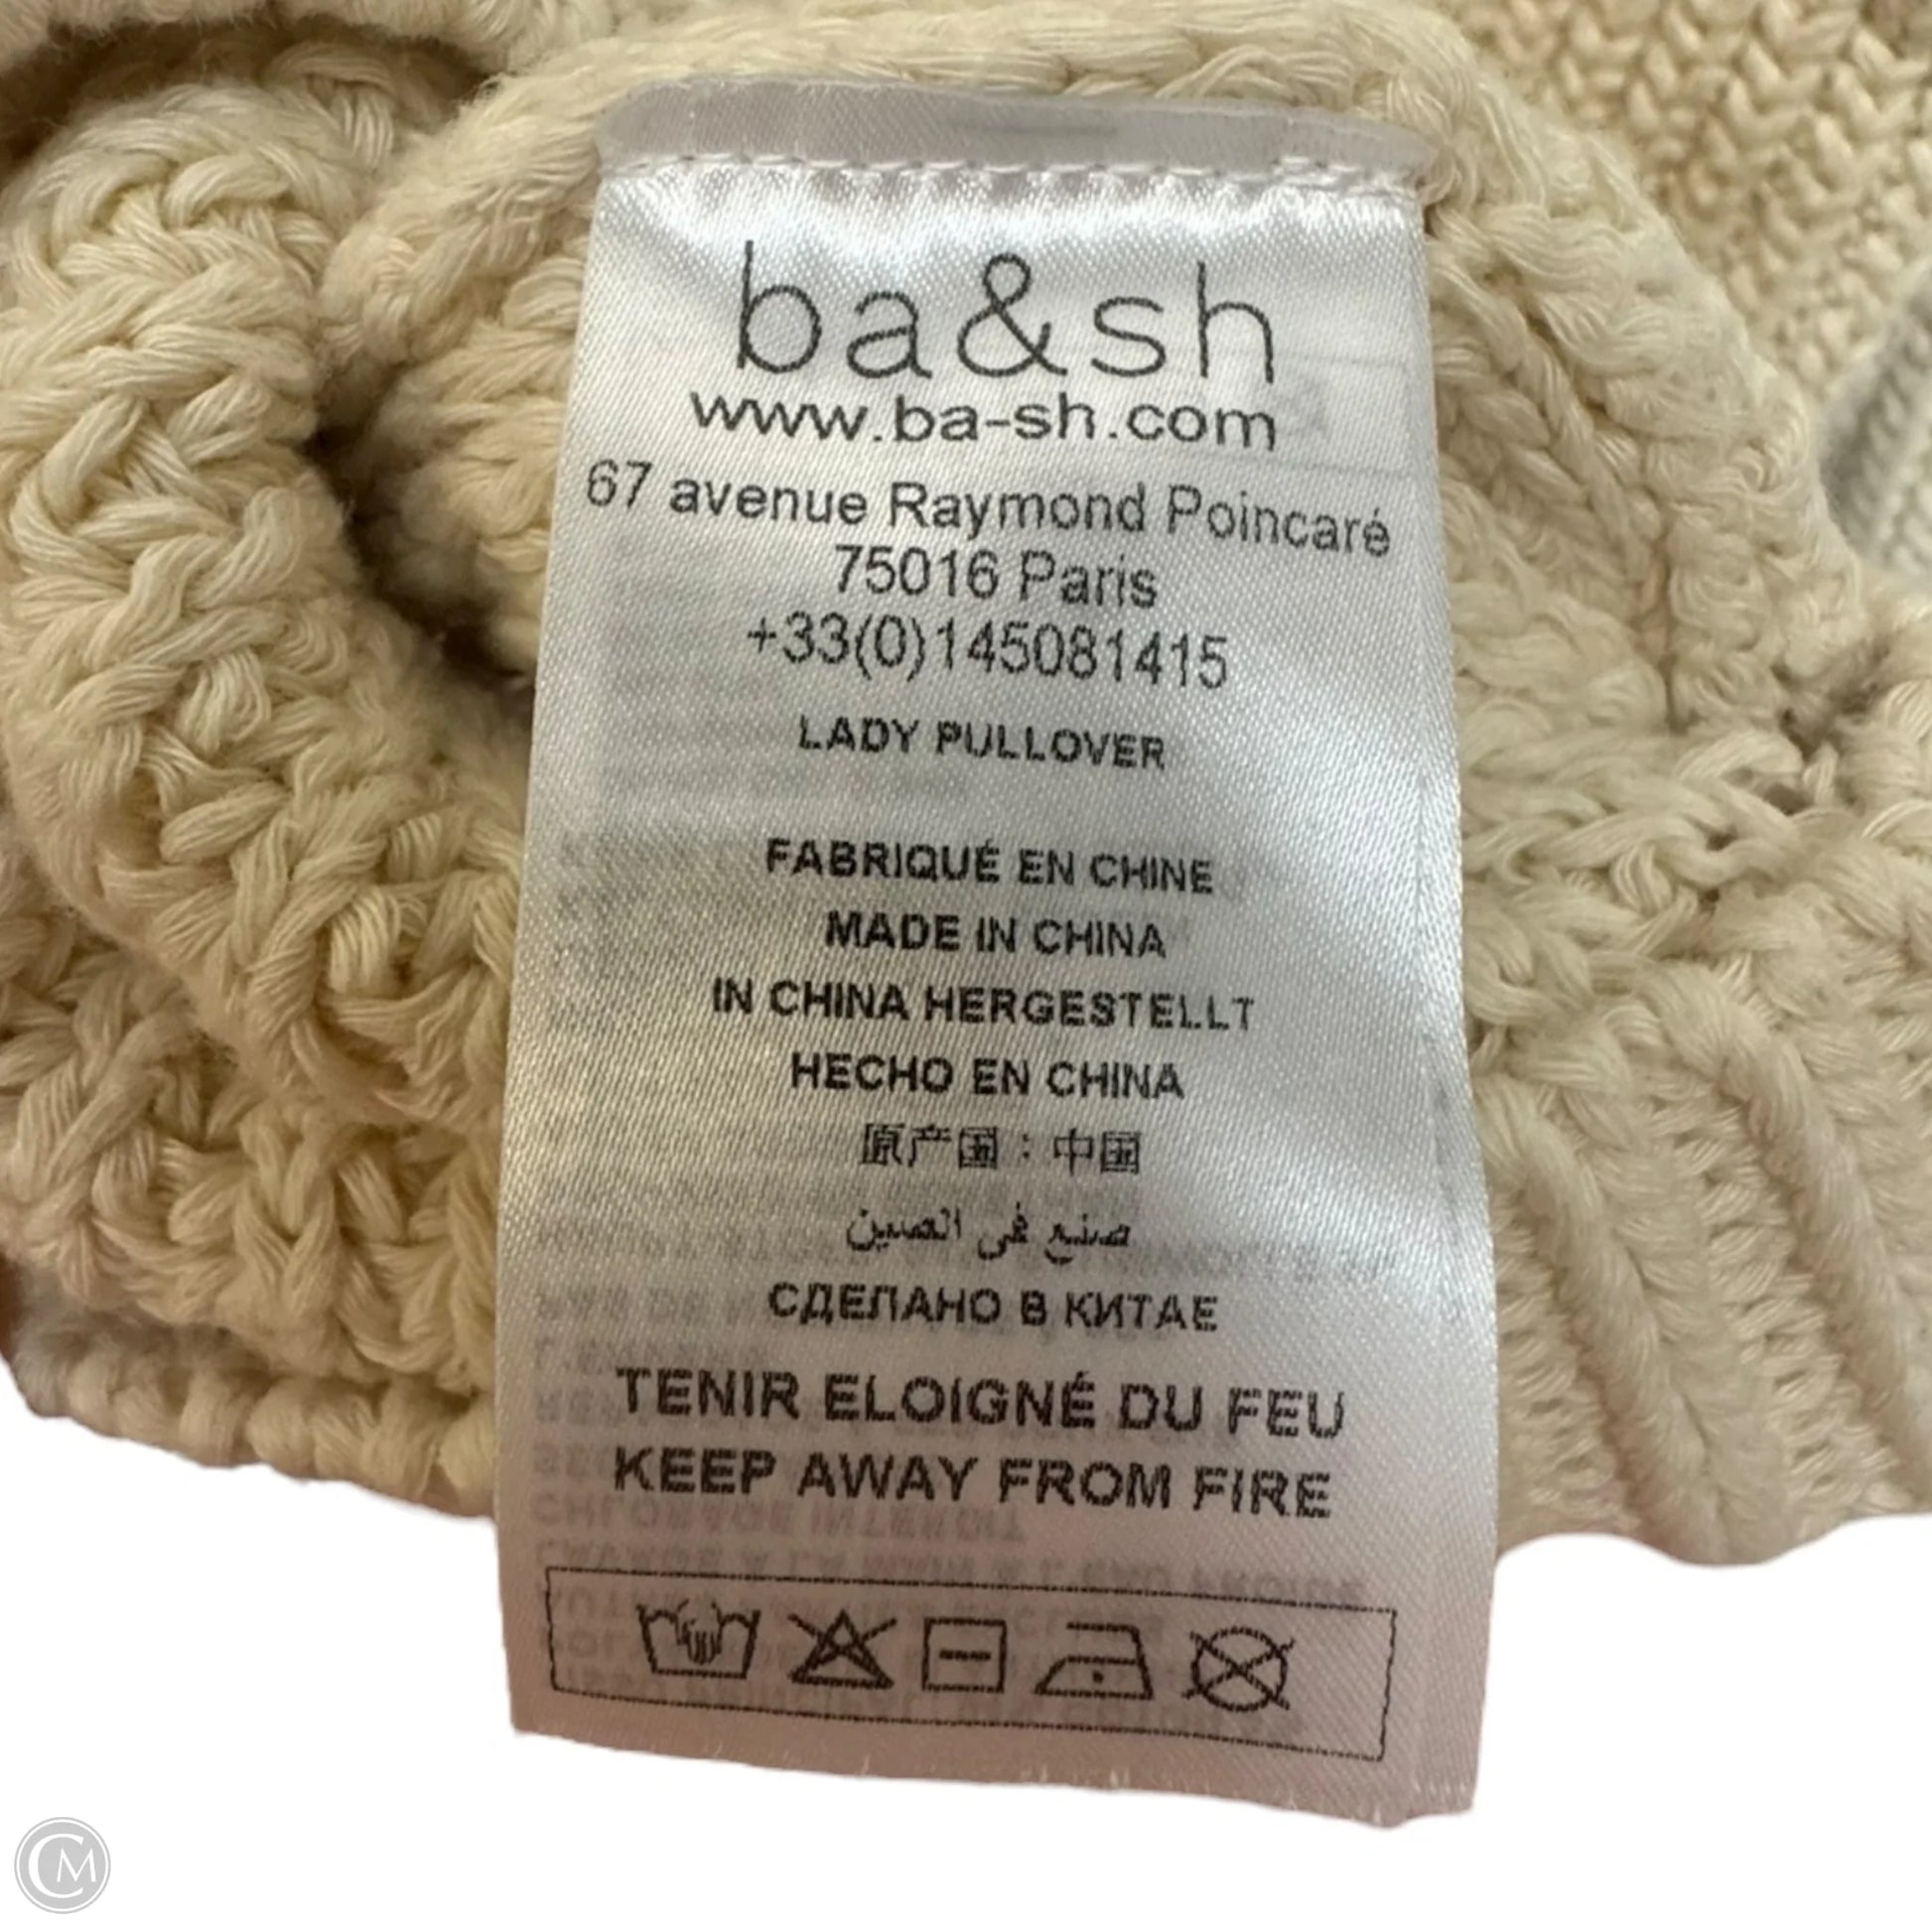 ba&sh
www.ba-sh.com
67 avenue Raymond Poincaré
75016 Paris
+33(0)145081415
LADY PULLOVER
FABRIQUÉ EN CHINE
MADE IN CHINA
IN CHINA HERGESTELLT
HECHO EN CHINA
原产国：中国
صنع في الصين
СДЕЛАНО В КИТАЕ
TENIR ELOIGNÉ DU FEU
KEEP AWAY FROM FIRE
CM